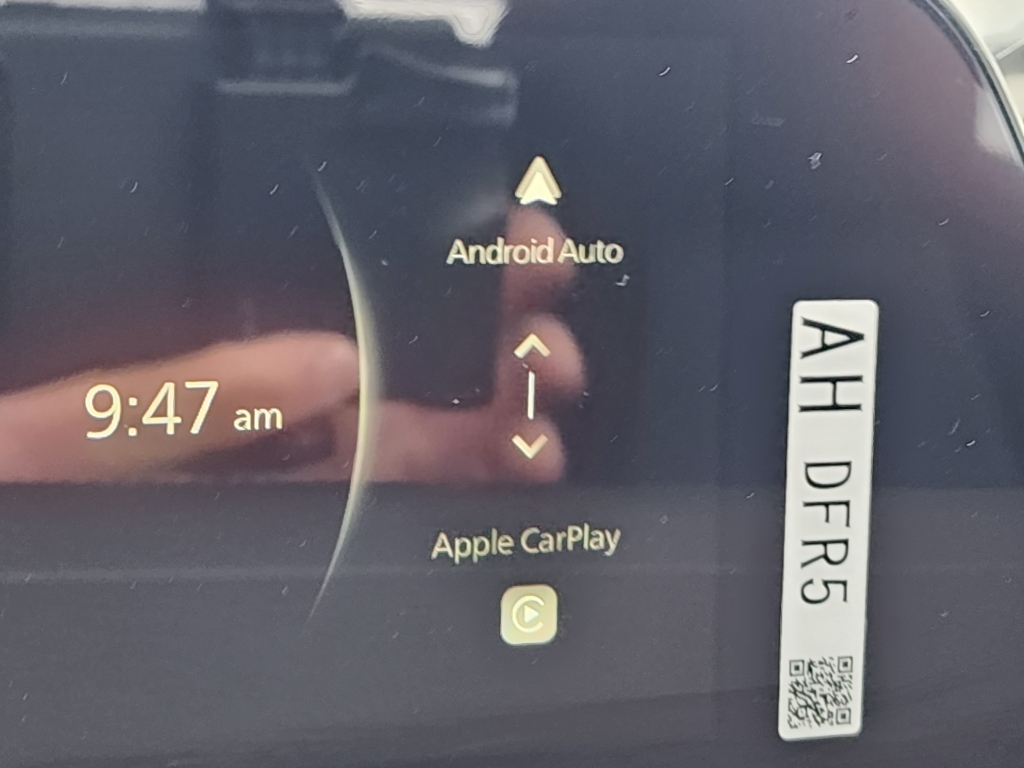 Android Auto
9:47 am
Apple CarPlay
AH DFR5